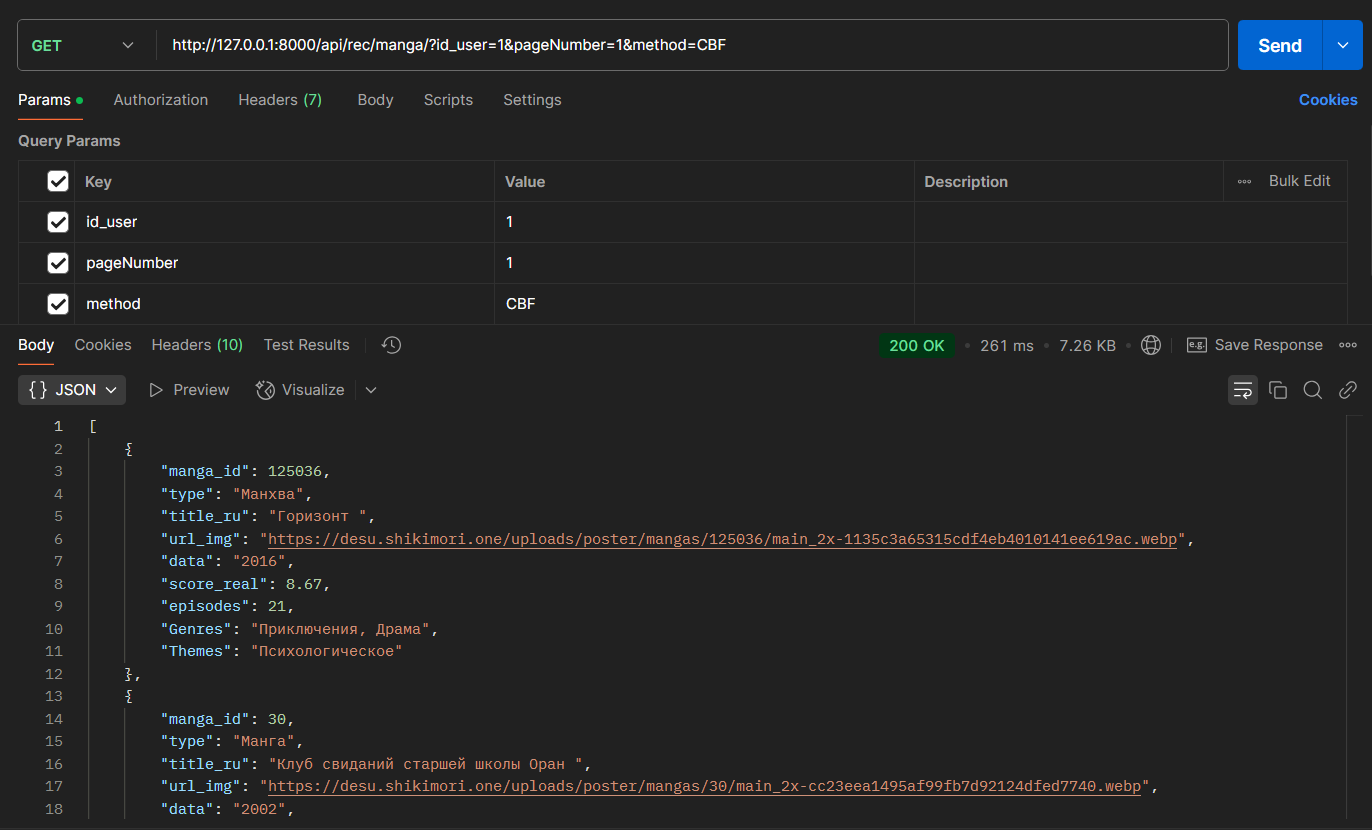 GET http://127.0.0.1:8000/api/rec/manga/?id_user=1&pageNumber=1&method=CBF Send
Params Authorization Headers (7) Body Scripts Settings Cookies
Query Params
Key Value Description Bulk Edit
id_user 1
pageNumber 1
method CBF
Body Cookies Headers (10) Test Results 200 OK 261 ms 7.26 KB e.g. Save Response
{} JSON Preview Visualize
1 [
2 {
3 "manga_id": 125036,
4 "type": "Манхва",
5 "title_ru": "Горизонт ",
6 "url_img": "https://desu.shikimori.one/uploads/poster/mangas/125036/main_2x-1135c3a65315cdf4eb4010141ee619ac.webp",
7 "data": "2016",
8 "score_real": 8.67,
9 "episodes": 21,
10 "Genres": "Приключения, Драма",
11 "Themes": "Психологическое"
12 },
13 {
14 "manga_id": 30,
15 "type": "Манга",
16 "title_ru": "Клуб свиданий старшей школы Оран ",
17 "url_img": "https://desu.shikimori.one/uploads/poster/mangas/30/main_2x-cc23eea1495af99fb7d92124dfed7740.webp",
18 "data": "2002",